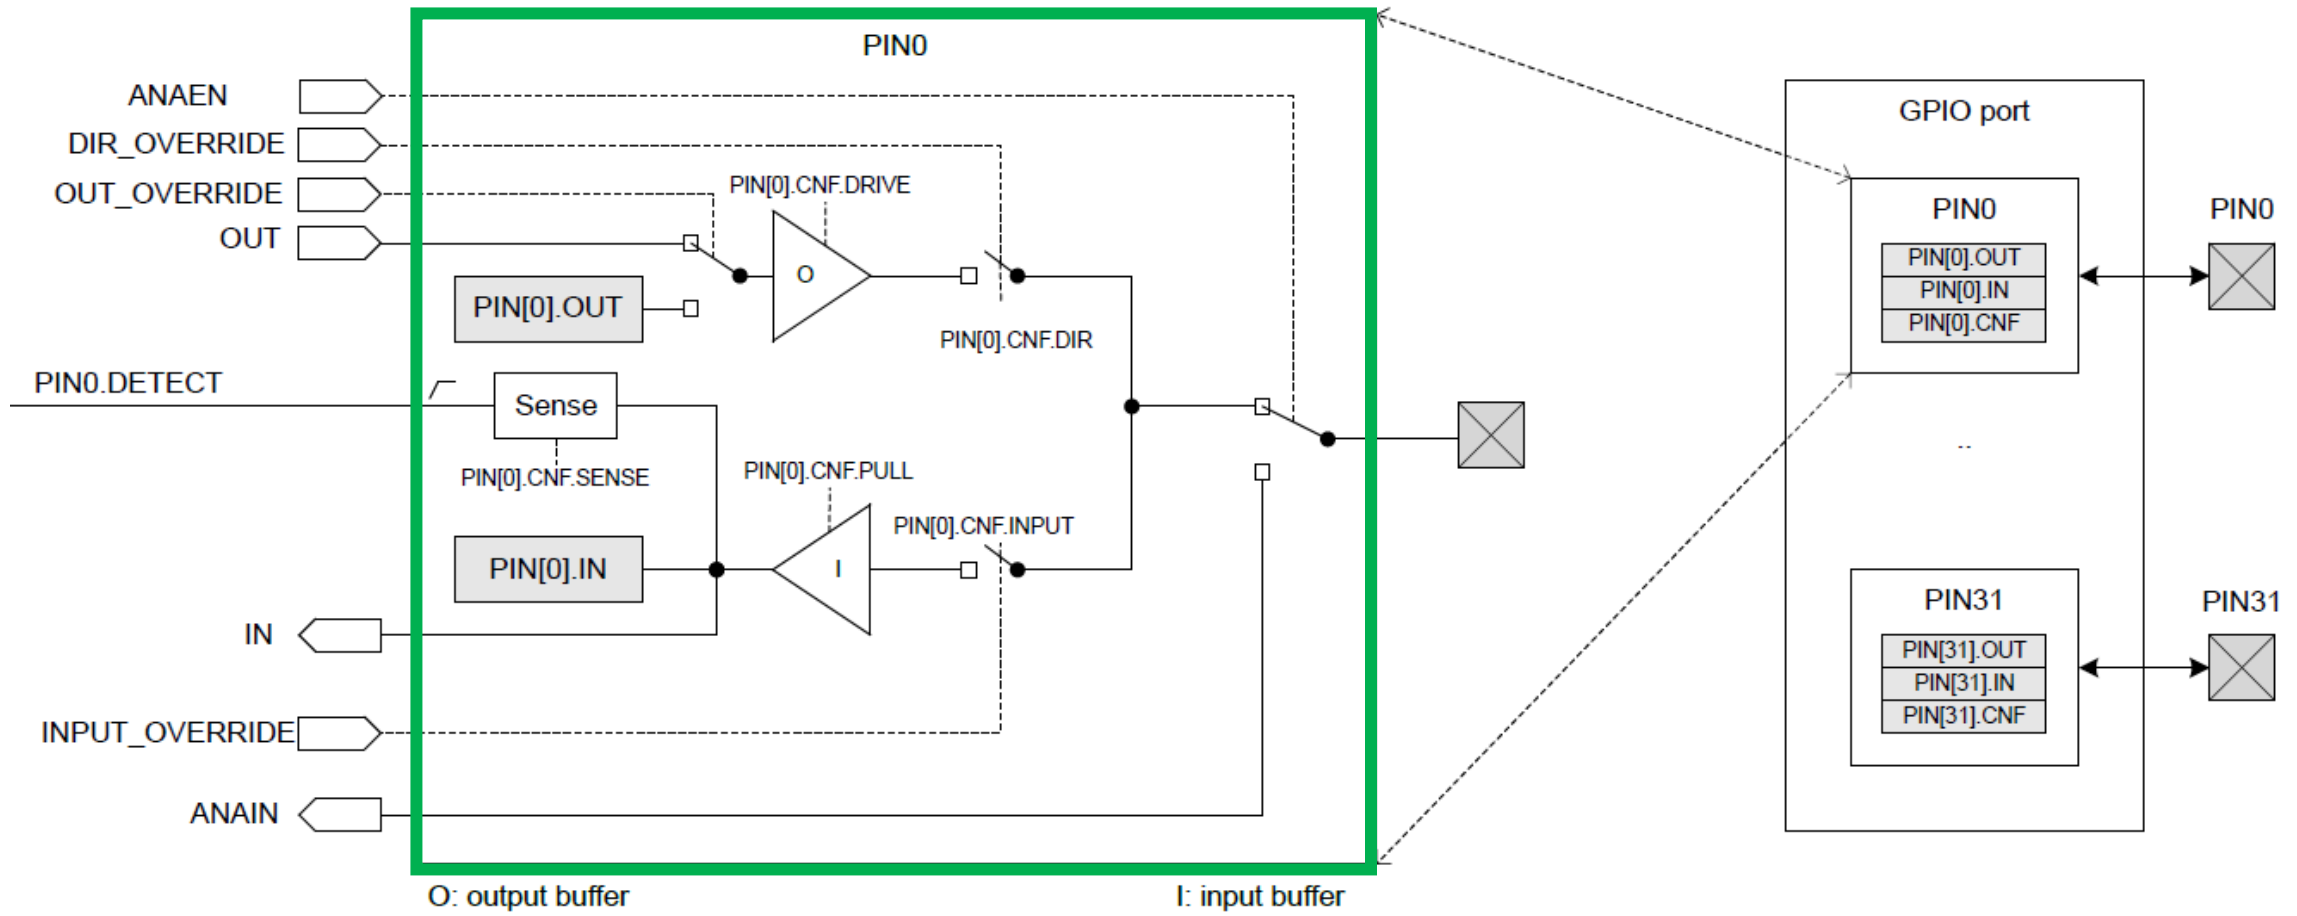 PIN0
ANAEN
DIR_OVERRIDE
OUT_OVERRIDE
OUT
PIN[0].CNF.DRIVE
O
PIN[0].OUT
PIN[0].CNF.DIR
PIN0.DETECT
Sense
PIN[0].CNF.SENSE
PIN[0].CNF.PULL
PIN[0].CNF.INPUT
PIN[0].IN
I
IN
INPUT_OVERRIDE
ANAIN
O: output buffer
I: input buffer
GPIO port
PIN0
PIN[0].OUT
PIN[0].IN
PIN[0].CNF
PIN0
..
PIN31
PIN[31].OUT
PIN[31].IN
PIN[31].CNF
PIN31